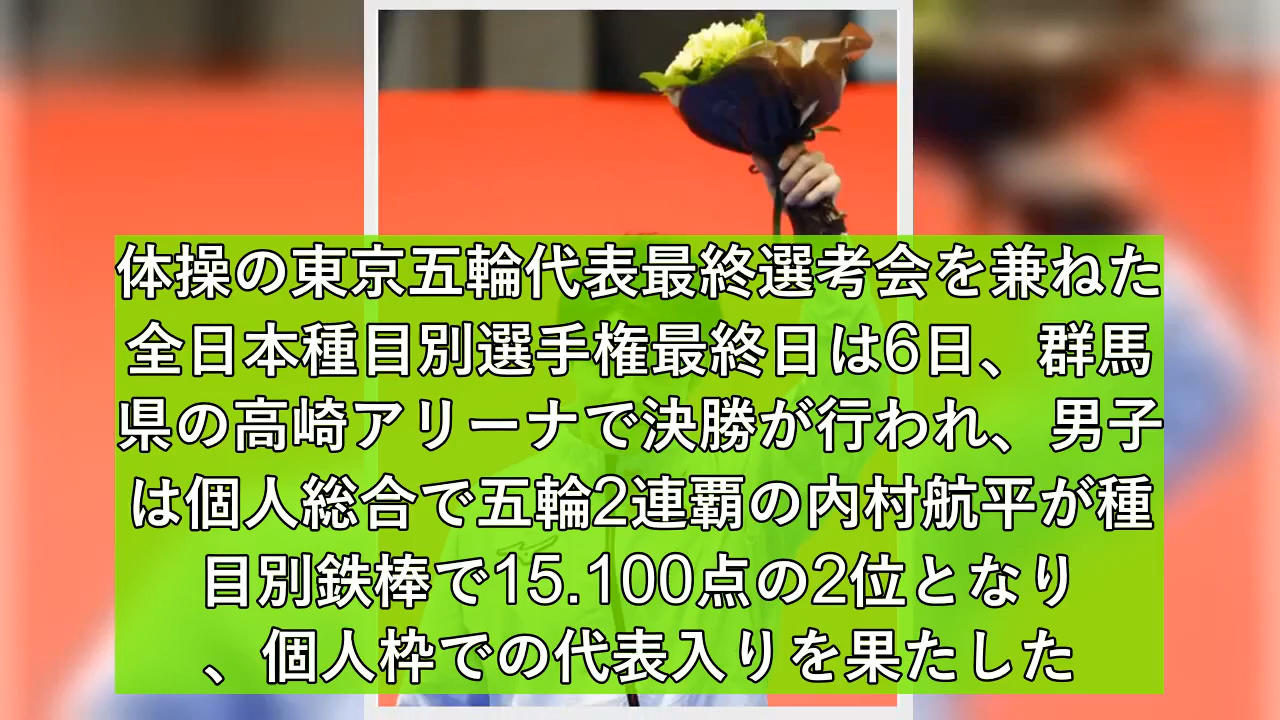 体操の東京五輪代表最終選考会を兼ねた
全日本種目別選手権最終日は6日、群馬
県の高崎アリーナで決勝が行われ、男子
は個人総合で五輪2連覇の内村航平が種
目別鉄棒で15.100点の2位となり
、個人枠での代表入りを果たした